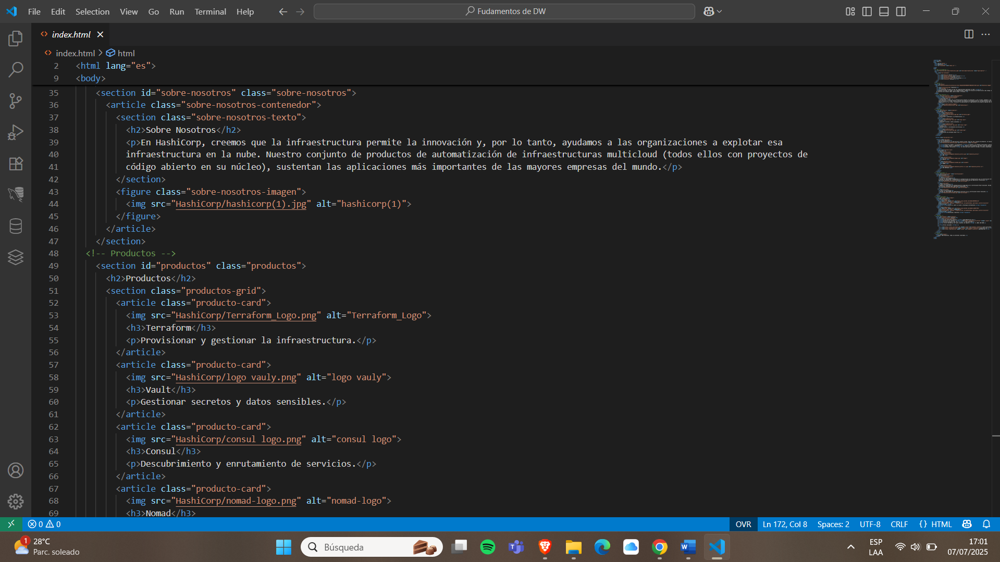 File Edit Selection View Go Run Terminal Help
Fudamentos de DW
index.html
index.html > html
2 <html lang="es">
9 <body>
35 <section id="sobre-nosotros" class="sobre-nosotros">
36 <article class="sobre-nosotros-contenedor">
37 <section class="sobre-nosotros-texto">
38 <h2>Sobre Nosotros</h2>
39 <p>En HashiCorp, creemos que la infraestructura permite la innovación y, por lo tanto, ayudamos a las organizaciones a explotar esa
40 infraestructura en la nube. Nuestro conjunto de productos de automatización de infraestructuras multicloud (todos ellos con proyectos de
41 código abierto en su núcleo), sustentan las aplicaciones más importantes de las mayores empresas del mundo.</p>
42 </section>
43 <figure class="sobre-nosotros-imagen">
44 <img src="HashiCorp/hashicorp(1).jpg" alt="hashicorp(1)">
45 </figure>
46 </article>
47 </section>
48 <!-- Productos -->
49 <section id="productos" class="productos">
50 <h2>Productos</h2>
51 <section class="productos-grid">
52 <article class="producto-card">
53 <img src="HashiCorp/Terraform_Logo.png" alt="Terraform_Logo">
54 <h3>Terraform</h3>
55 <p>Provisionar y gestionar la infraestructura.</p>
56 </article>
57 <article class="producto-card">
58 <img src="HashiCorp/logo vauly.png" alt="logo vauly">
59 <h3>Vault</h3>
60 <p>Gestionar secretos y datos sensibles.</p>
61 </article>
62 <article class="producto-card">
63 <img src="HashiCorp/consul logo.png" alt="consul logo">
64 <h3>Consul</h3>
65 <p>Descubrimiento y enrutamiento de servicios.</p>
66 </article>
67 <article class="producto-card">
68 <img src="HashiCorp/nomad-logo.png" alt="nomad-logo">
69 <h3>Nomad</h3>
0 0 OVR Ln 172, Col 8 Spaces: 2 UTF-8 CRLF {} HTML
1 28°C
Parc. soleado
Búsqueda
ESP
LAA
17:01
07/07/2025